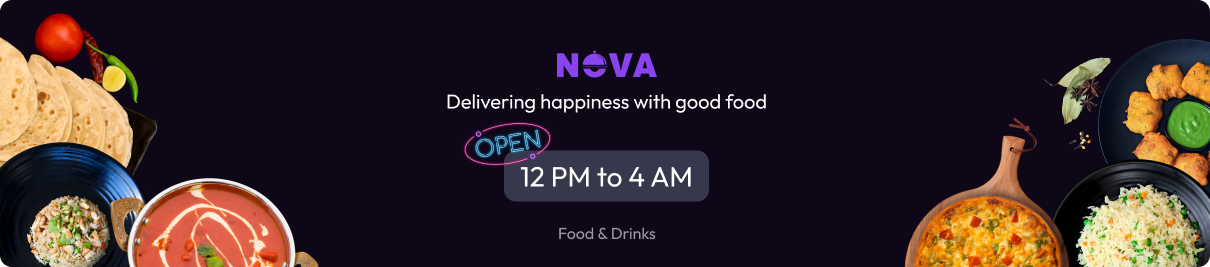 NOVA
Delivering happiness with good food
OPEN
12 PM to 4 AM
Food & Drinks